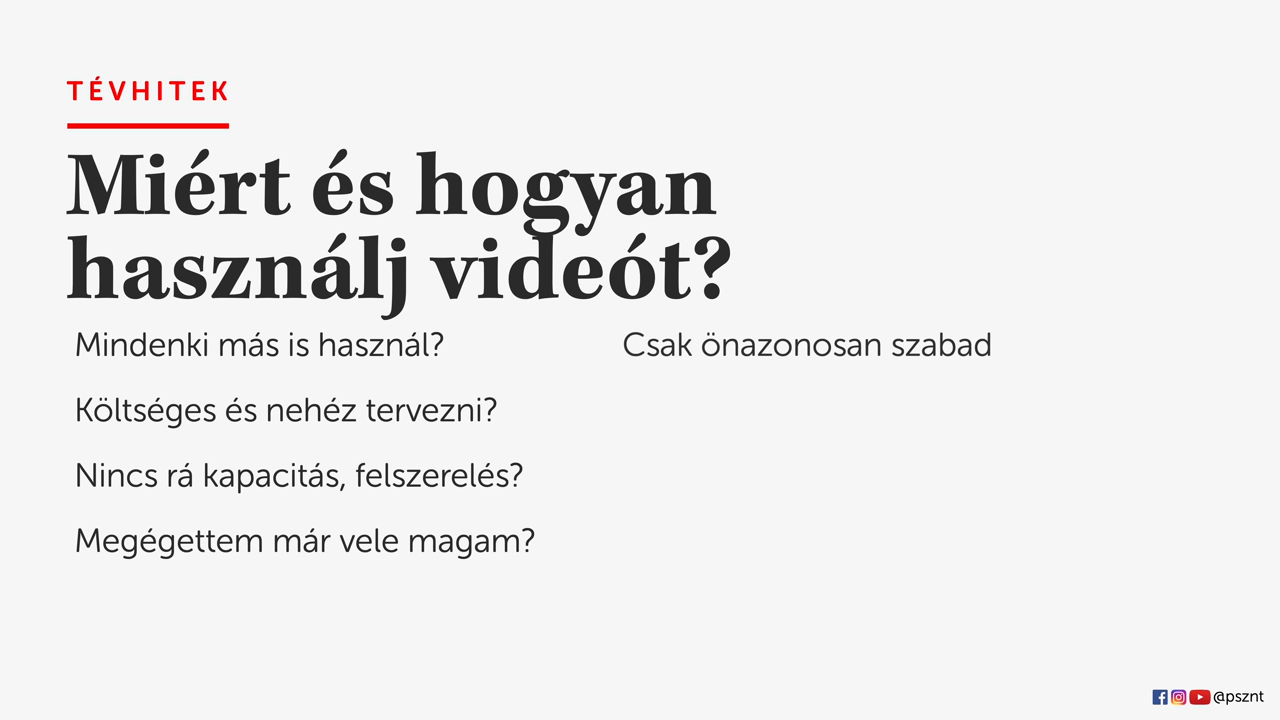 TÉVHITEK
Miért és hogyan
használj videót?
Mindenki más is használ?
Költséges és nehéz tervezni?
Nincs rá kapacitás, felszerelés?
Megégettem már vele magam?
Csak önazonosan szabad
@psznt